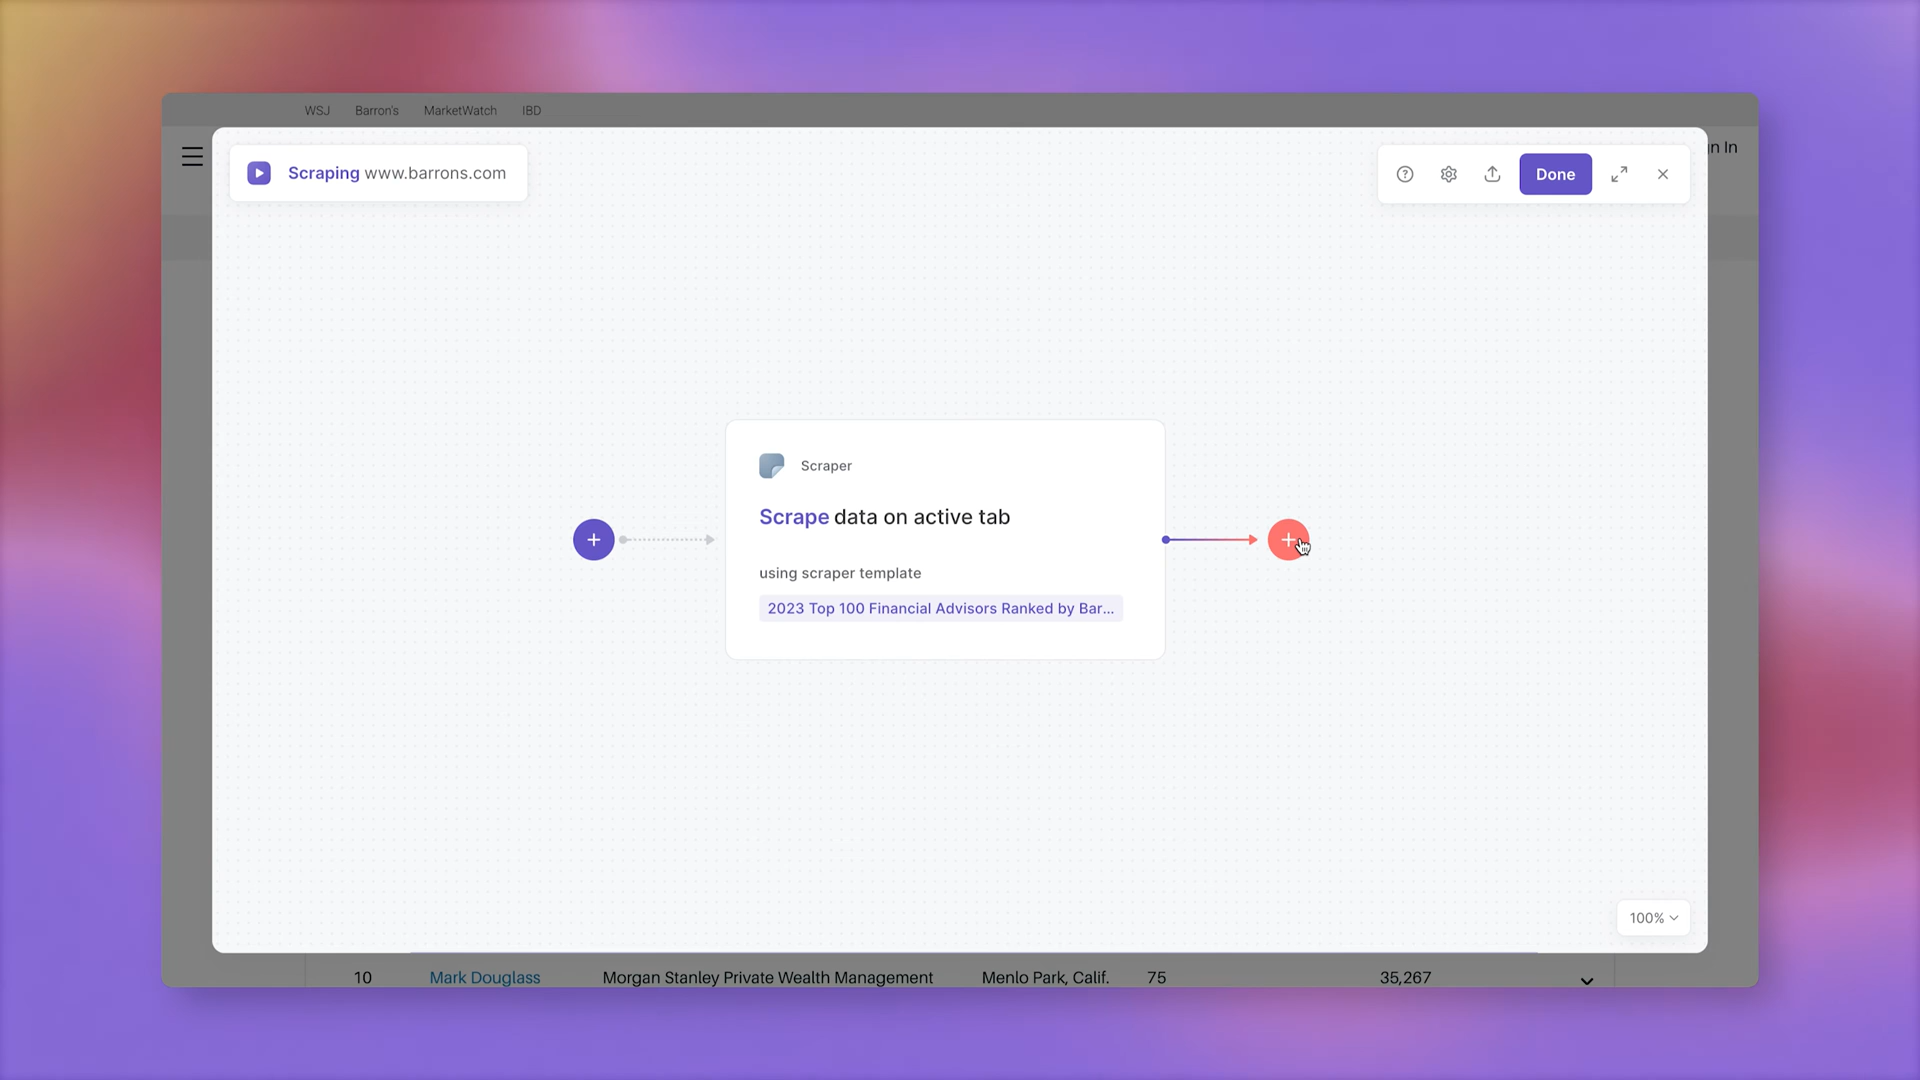 WSJ Barron's MarketWatch IBD
Scraping www.barrons.com
Done
n In
Scraper
Scrape data on active tab
using scraper template
2023 Top 100 Financial Advisors Ranked by Bar...
100%
10 Mark Douglass Morgan Stanley Private Wealth Management Menlo Park, Calif. 75 35,267